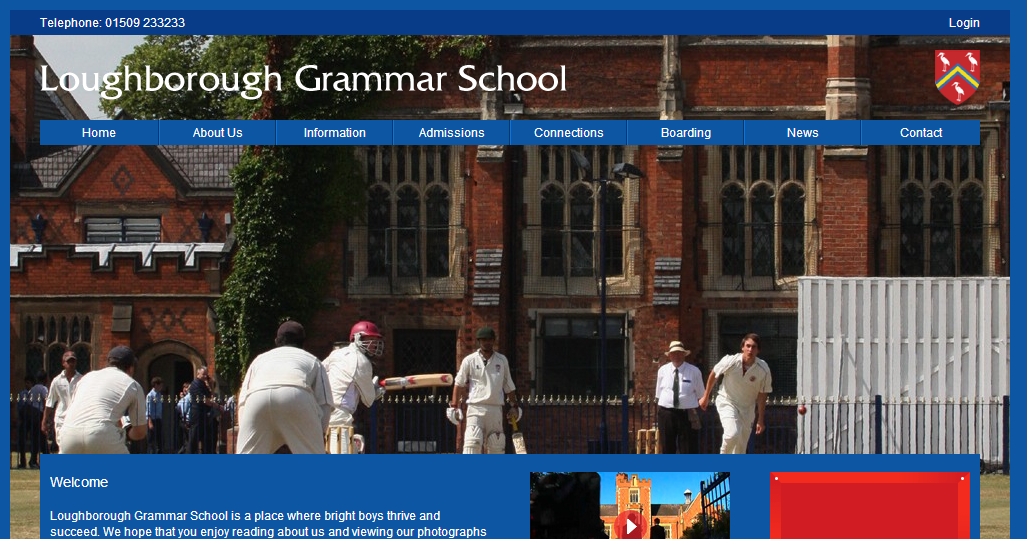 Telephone: 01509 233233
Login
Loughborough Grammar School
Home
About Us
Information
Admissions
Connections
Boarding
News
Contact
Welcome
Loughborough Grammar School is a place where bright boys thrive and
succeed. We hope that you enjoy reading about us and viewing our photographs